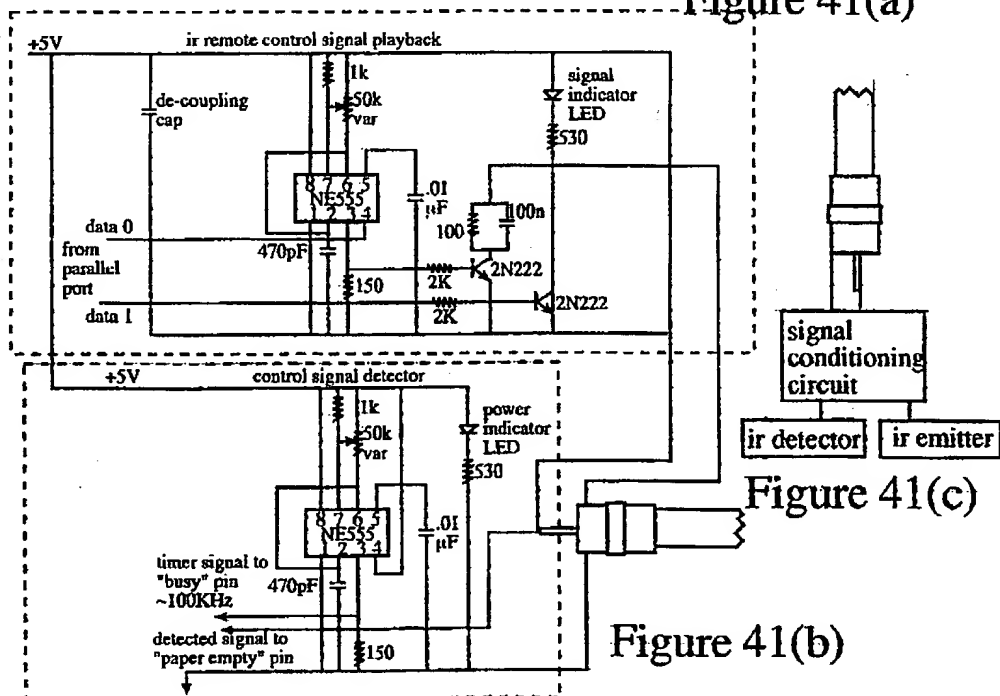 Figure 41(a)
+5V
ir remote control signal playback
de-coupling
cap
1k
50k
var
signal
indicator
LED
530
8 7 6 5
NE555
1 2 3 4
.01
µF
100
100n
data 0
from
parallel
port
470pF
150
2K
2N222
2K
2N222
data 1
signal
conditioning
circuit
ir detector
ir emitter
Figure 41(c)
+5V
control signal detector
1k
50k
var
power
indicator
LED
530
8 7 6 5
NE555
1 2 3 4
.01
µF
timer signal to
"busy" pin
~100KHz
470pF
detected signal to
"paper empty" pin
150
Figure 41(b)